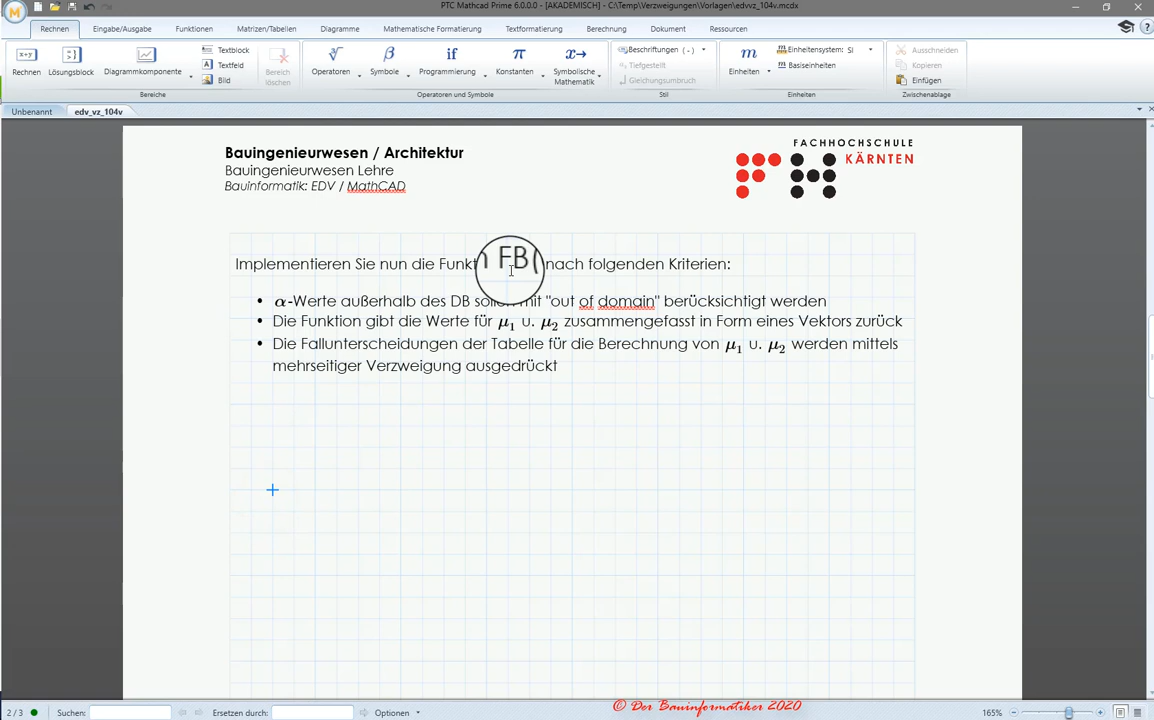 PTC Mathcad Prime 6.0.0.0 - [AKADEMISCH] C:\Temp\Verzweigungen\Vorlagen\edvvz_104v.mcdx
Rechnen Eingabe/Ausgabe Funktionen Matrizen/Tabellen Diagramme Mathematische Formatierung Textformatierung Berechnung Dokument Ressourcen
Rechnen
Lösungsblock
Diagrammkomponente
Textblock
Textfeld
Bild
Bereich
löschen
Operatoren
Symbole
Programmierung
Konstanten
Symbolische
Mathematik
Beschriftungen ( - )
Tiefgestellt
Gleichungsumbruch
Einheiten
Einheitensystem: SI
Basiseinheiten
Ausschneiden
Kopieren
Einfügen
Bereiche Operatoren und Symbole Stil Einheiten Zwischenablage
Unbenannt edv_vz_104v
Bauingenieurwesen / Architektur
Bauingenieurwesen Lehre
Bauinformatik: EDV / MathCAD
FACHHOCHSCHULE
KÄRNTEN
Implementieren Sie nun die Funkt FB( nach folgenden Kriterien:
• α-Werte außerhalb des DB sollen mit "out of domain" berücksichtigt werden
• Die Funktion gibt die Werte für μ₁ u. μ₂ zusammengefasst in Form eines Vektors zurück
• Die Fallunterscheidungen der Tabelle für die Berechnung von μ₁ u. μ₂ werden mittels
mehrseitiger Verzweigung ausgedrückt
© Der Bauinformatiker 2020
2 / 3 Suchen: Ersetzen durch: Optionen 165%